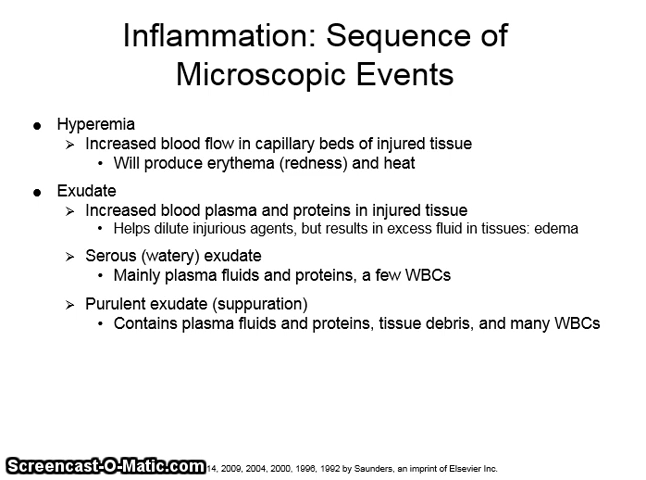 Inflammation: Sequence of
Microscopic Events
● Hyperemia
➢ Increased blood flow in capillary beds of injured tissue
• Will produce erythema (redness) and heat
● Exudate
➢ Increased blood plasma and proteins in injured tissue
• Helps dilute injurious agents, but results in excess fluid in tissues: edema
➢ Serous (watery) exudate
• Mainly plasma fluids and proteins, a few WBCs
➢ Purulent exudate (suppuration)
• Contains plasma fluids and proteins, tissue debris, and many WBCs
Screencast-O-Matic.com 14, 2009, 2004, 2000, 1996, 1992 by Saunders, an imprint of Elsevier Inc.